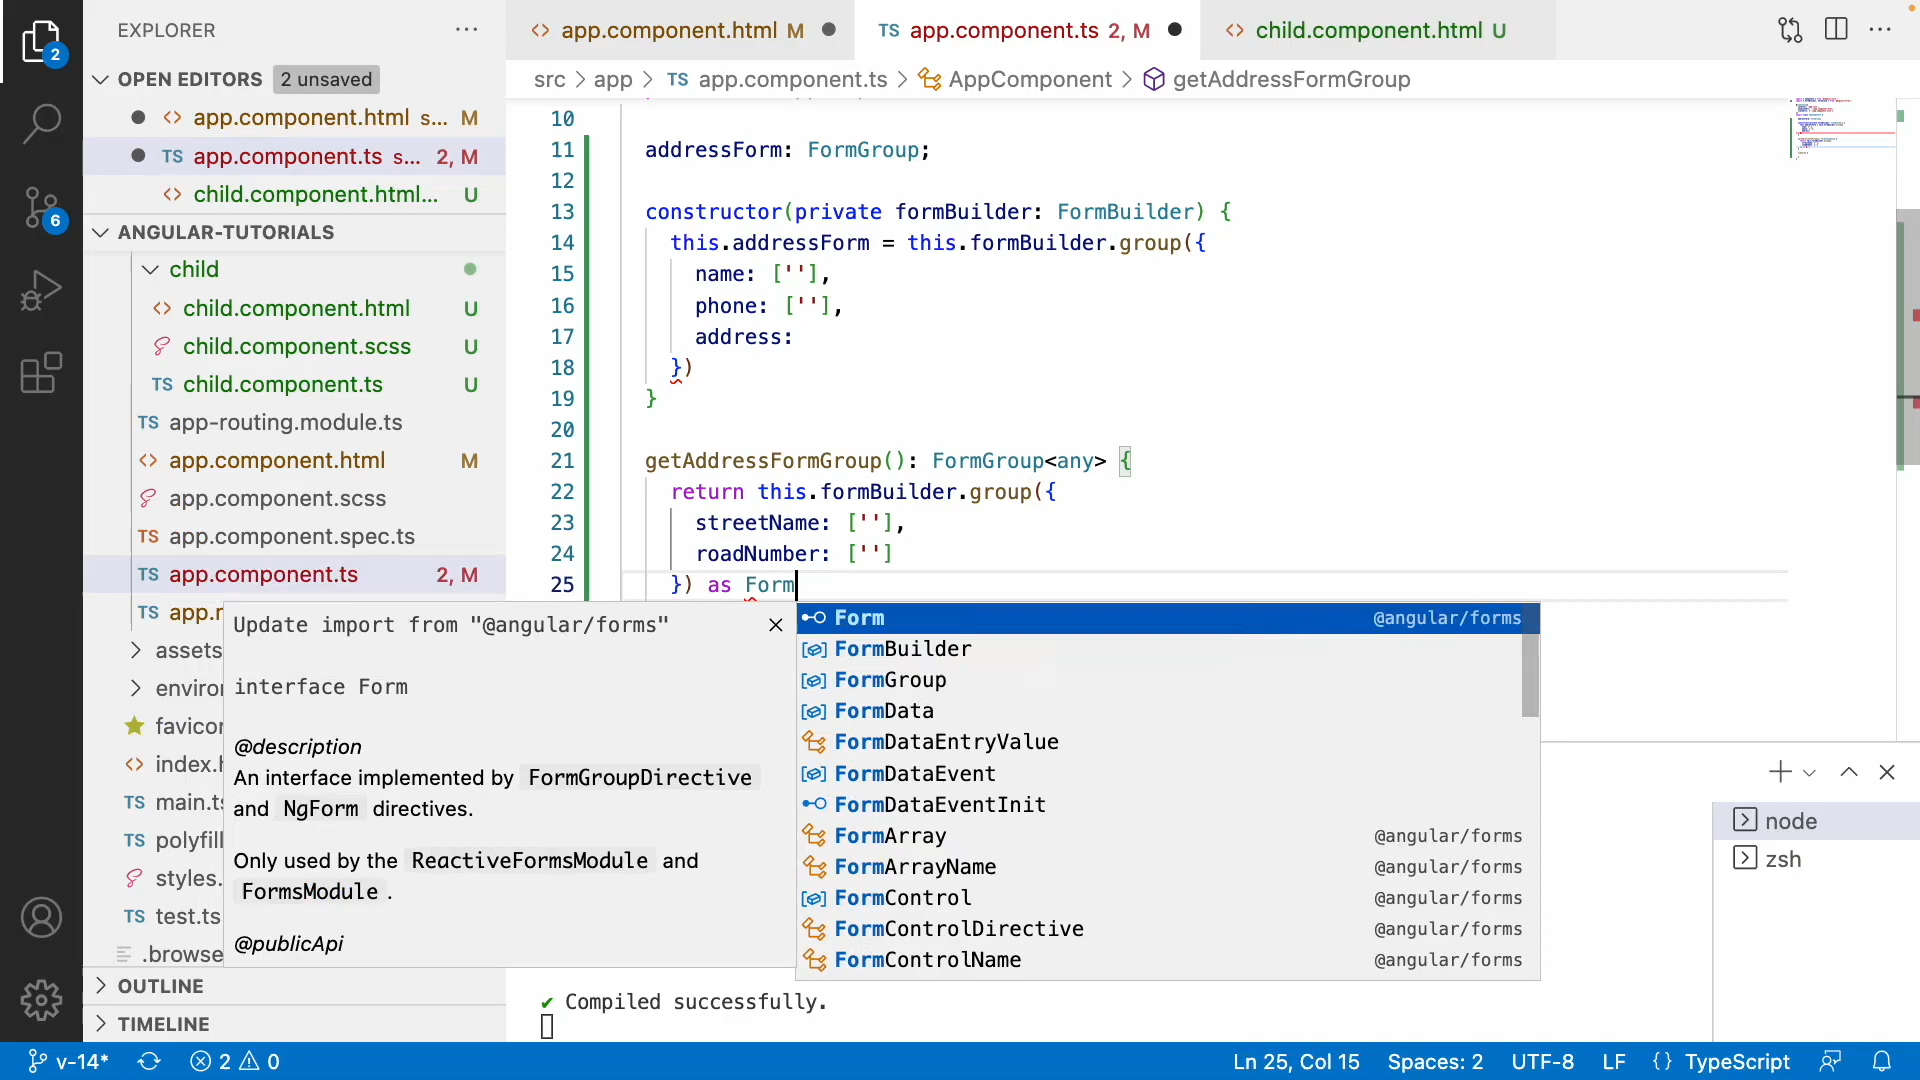 EXPLORER
2
OPEN EDITORS 2 unsaved
app.component.html s... M
TS app.component.ts s... 2, M
child.component.html... U
6
ANGULAR-TUTORIALS
child
child.component.html U
child.component.scss U
TS child.component.ts U
TS app-routing.module.ts
app.component.html M
app.component.scss
TS app.component.spec.ts
TS app.component.ts 2, M
TS app.r
assets
enviror
favicor
index.h
TS main.ts
TS polyfill
styles.
TS test.ts
.browse
OUTLINE
TIMELINE
app.component.html M
TS app.component.ts 2, M
child.component.html U
src > app > TS app.component.ts > AppComponent > getAddressFormGroup
10
11 addressForm: FormGroup;
12
13 constructor(private formBuilder: FormBuilder) {
14 this.addressForm = this.formBuilder.group({
15 name: [''],
16 phone: [''],
17 address:
18 })
19 }
20
21 getAddressFormGroup(): FormGroup<any> {
22 return this.formBuilder.group({
23 streetName: [''],
24 roadNumber: ['']
25 }) as Form
Update import from "@angular/forms"
interface Form
@description
An interface implemented by FormGroupDirective
and NgForm directives.
Only used by the ReactiveFormsModule and
FormsModule .
@publicApi
Form @angular/forms
FormBuilder
FormGroup
FormData
FormDataEntryValue
FormDataEvent
FormDataEventInit
FormArray @angular/forms
FormArrayName @angular/forms
FormControl @angular/forms
FormControlDirective @angular/forms
FormControlName @angular/forms
node
zsh
✔ Compiled successfully.
v-14* 2 0
Ln 25, Col 15 Spaces: 2 UTF-8 LF {} TypeScript